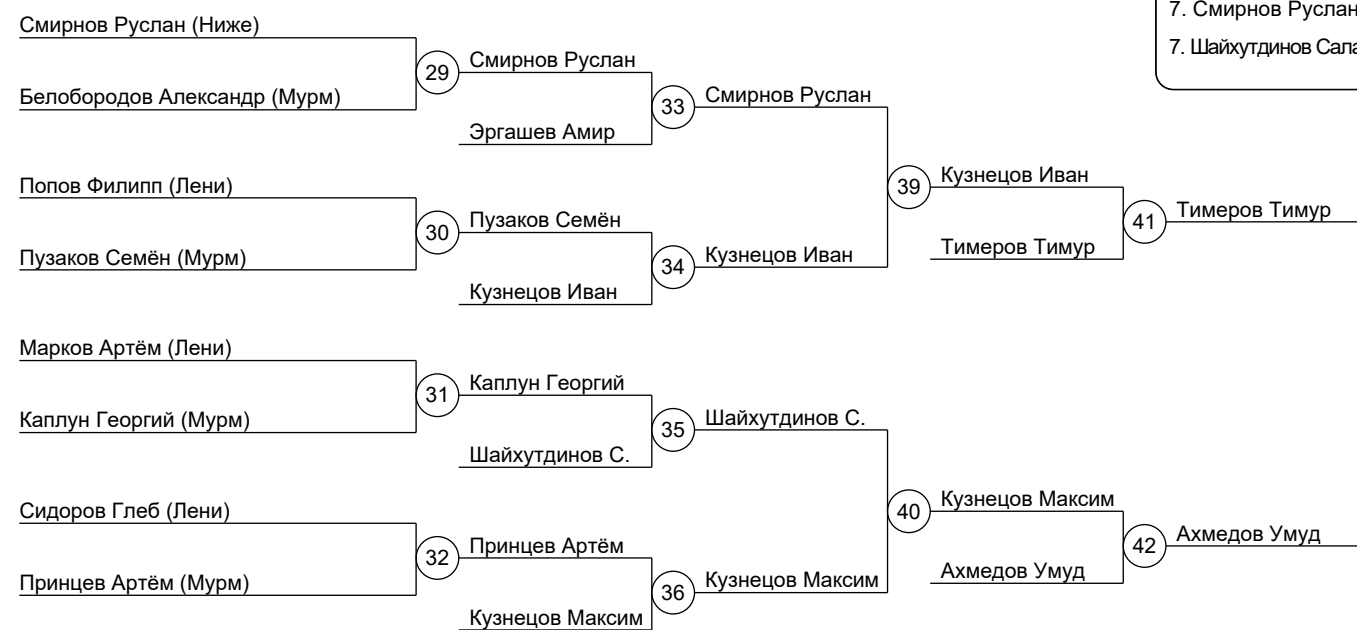 7. Смирнов Руслан
7. Шайхутдинов
Смирнов Руслан (Ниже)
29
Смирнов Руслан
Белобородов Александр (Мурм)
33
Смирнов Руслан
Эргашев Амир
39
Кузнецов Иван
Попов Филипп (Лени)
30
Пузаков Семён
41
Тимеров Тимур
Пузаков Семён (Мурм)
34
Кузнецов Иван
Тимеров Тимур
Кузнецов Иван
Марков Артём (Лени)
31
Каплун Георгий
Каплун Георгий (Мурм)
35
Шайхутдинов С.
Шайхутдинов С.
40
Кузнецов Максим
Сидоров Глеб (Лени)
32
Принцев Артём
42
Ахмедов Умуд
Принцев Артём (Мурм)
36
Кузнецов Максим
Ахмедов Умуд
Кузнецов Максим